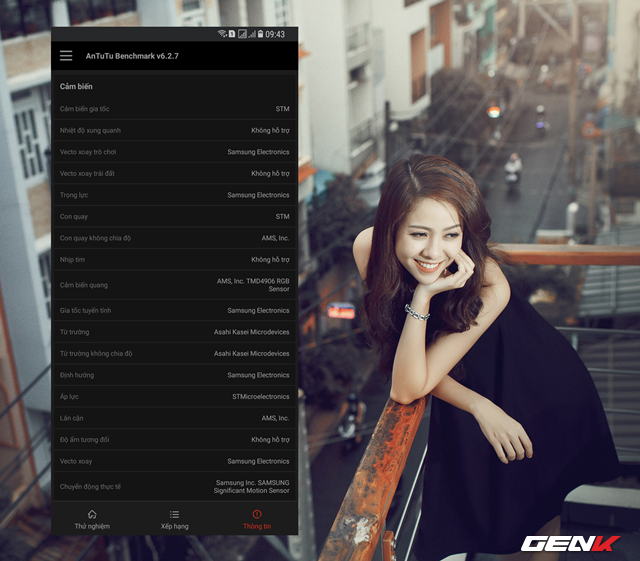 09:43
AnTuTu Benchmark v6.2.7
Cảm biến
Cảm biến gia tốc STM
Nhiệt độ xung quanh Không hỗ trợ
Vecto xoay trò chơi Samsung Electronics
Vecto xoay trái đất Không hỗ trợ
Trọng lực Samsung Electronics
Con quay STM
Con quay không chia độ AMS, Inc.
Nhịp tim Không hỗ trợ
Cảm biến quang AMS, Inc. TMD4906 RGB
Sensor
Gia tốc tuyến tính Samsung Electronics
Từ trường Asahi Kasei Microdevices
Từ trường không chia độ Asahi Kasei Microdevices
Định hướng Samsung Electronics
Áp lực STMicroelectronics
Lân cận AMS, Inc.
Độ ẩm tương đối Không hỗ trợ
Vecto xoay Samsung Electronics
Chuyển động thực tế Samsung Inc. SAMSUNG
Significant Motion Sensor
Thử nghiệm Xếp hạng Thông tin
GENK